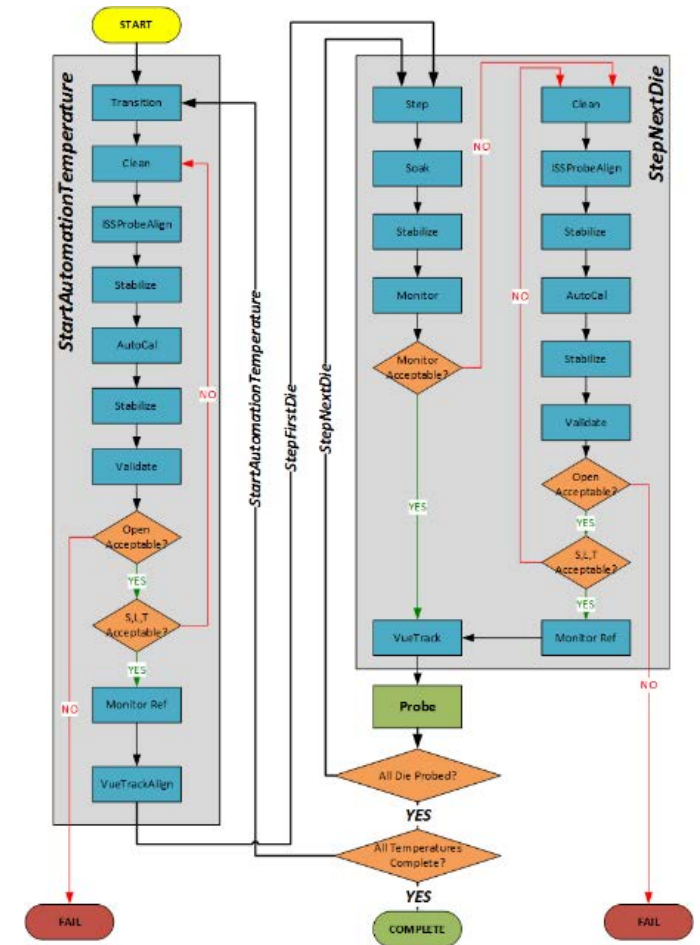 START
StartAutomationTemperature
Transition
Clean
ISSProbeAlign
Stabilize
AutoCal
Stabilize
Validate
Open
Acceptable?
YES
S,L,T
Acceptable?
YES
NO
NO
Monitor Ref
VueTrackAlign
FAIL
StartAutomationTemperature
StepFirstDie
StepNextDie
StepNextDie
Step
Soak
Stabilize
Monitor
Monitor
Acceptable?
NO
YES
VueTrack
Clean
ISSProbeAlign
Stabilize
AutoCal
Stabilize
Validate
Open
Acceptable?
YES
S,L,T
Acceptable?
YES
NO
NO
Monitor Ref
Probe
All Die Probed?
YES
All Temperatures
Complete?
YES
COMPLETE
FAIL